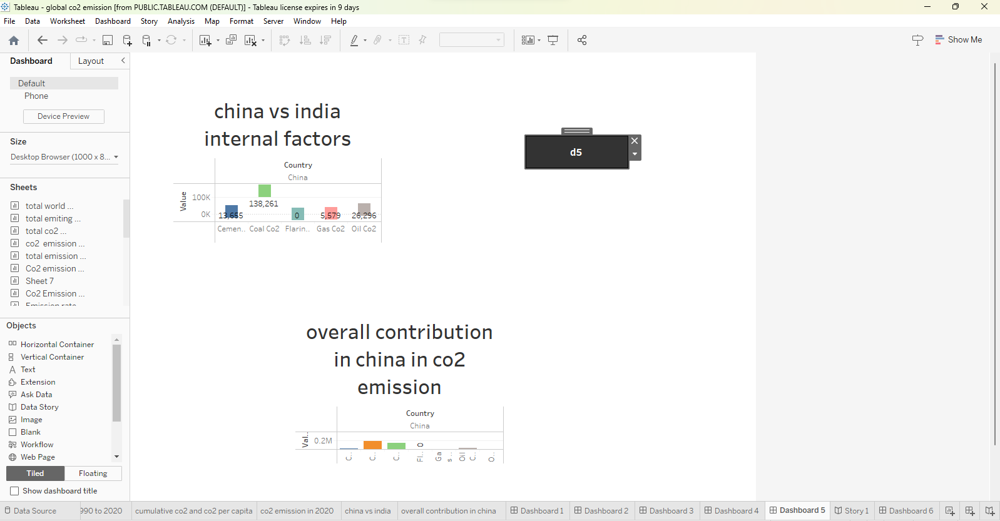 Tableau - global co2 emission [from PUBLIC.TABLEAU.COM (DEFAULT)] - Tableau license expires in 9 days
File Data Worksheet Dashboard Story Analysis Map Format Server Window Help
Show Me
Dashboard Layout
Default
Phone
Device Preview
Size
Desktop Browser (1000 x 8...
Sheets
total world ...
total emiting ...
total co2 ...
co2 emission ...
total emission ...
Co2 emission ...
Sheet 7
Co2 Emission ...
Emission rate
Objects
Horizontal Container
Vertical Container
Text
Extension
Ask Data
Data Story
Image
Blank
Workflow
Web Page
Tiled Floating
Show dashboard title
china vs india
internal factors
Country
China
Value
100K
0K
13,655 138,261 0 5,579 26,296
Cemen.. Coal Co2 Flarin.. Gas Co2 Oil Co2
d5
overall contribution
in china in co2
emission
Country
China
Val..
0.2M
0
C.. C.. C.. Fl.. Ga s.. Oil C.. O..
Data Source 990 to 2020 cumulative co2 and co2 per capita co2 emission in 2020 china vs india overall contribution in china Dashboard 1 Dashboard 2 Dashboard 3 Dashboard 4 Dashboard 5 Story 1 Dashboard 6